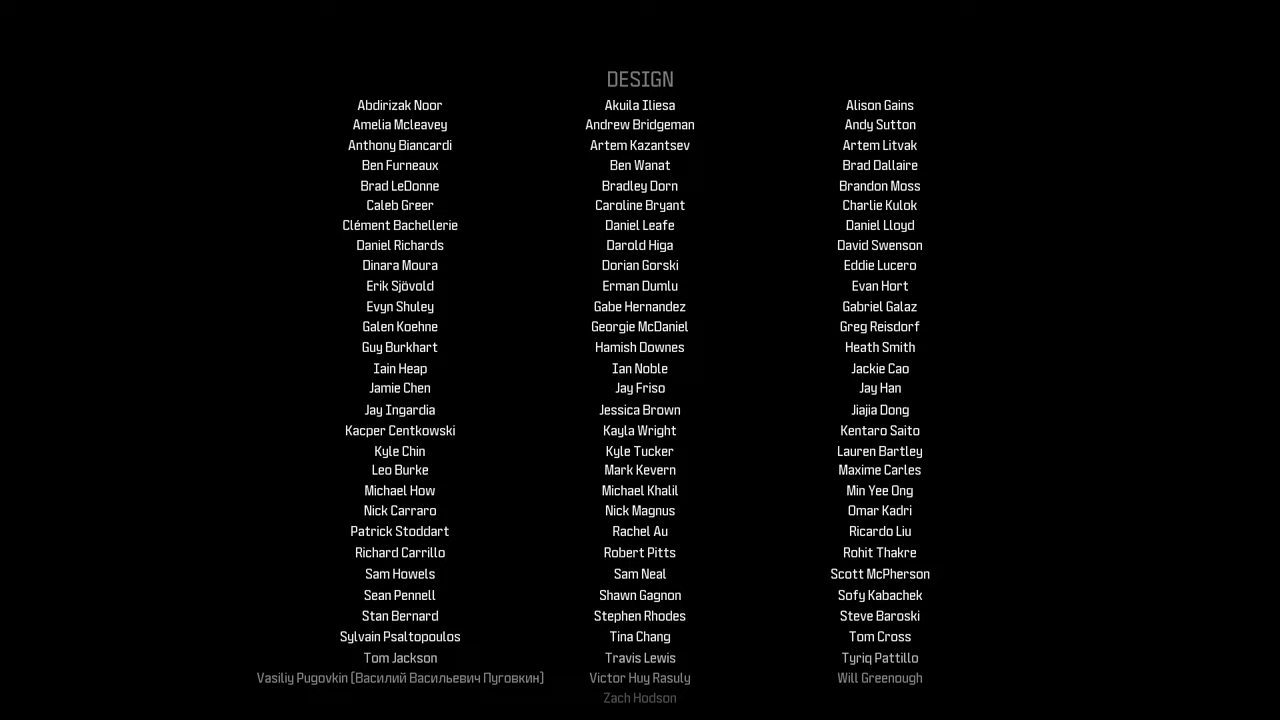 DESIGN
Abdirizak Noor Akuila Iliesa Alison Gains
Amelia Mcleavey Andrew Bridgeman Andy Sutton
Anthony Biancardi Artem Kazantsev Artem Litvak
Ben Furneaux Ben Wanat Brad Dallaire
Brad LeDonne Bradley Dorn Brandon Moss
Caleb Greer Caroline Bryant Charlie Kulok
Clément Bachellerie Daniel Leafe Daniel Lloyd
Daniel Richards Darold Higa David Swenson
Dinara Moura Dorian Gorski Eddie Lucero
Erik Sjövold Erman Dumlu Evan Hort
Evyn Shuley Gabe Hernandez Gabriel Galaz
Galen Koehne Georgie McDaniel Greg Reisdorf
Guy Burkhart Hamish Downes Heath Smith
Iain Heap Ian Noble Jackie Cao
Jamie Chen Jay Friso Jay Han
Jay Ingardia Jessica Brown Jiajia Dong
Kacper Centkowski Kayla Wright Kentaro Saito
Kyle Chin Kyle Tucker Lauren Bartley
Leo Burke Mark Kevern Maxime Carles
Michael How Michael Khalil Min Yee Ong
Nick Carraro Nick Magnus Omar Kadri
Patrick Stoddart Rachel Au Ricardo Liu
Richard Carrillo Robert Pitts Rohit Thakre
Sam Howels Sam Neal Scott McPherson
Sean Pennell Shawn Gagnon Sofy Kabachek
Stan Bernard Stephen Rhodes Steve Baroski
Sylvain Psaltopoulos Tina Chang Tom Cross
Tom Jackson Travis Lewis Tyriq Pattillo
Vasiliy Pugovkin (Василий Васильевич Пуговкин) Victor Huy Rasuly Will Greenough
Zach Hodson